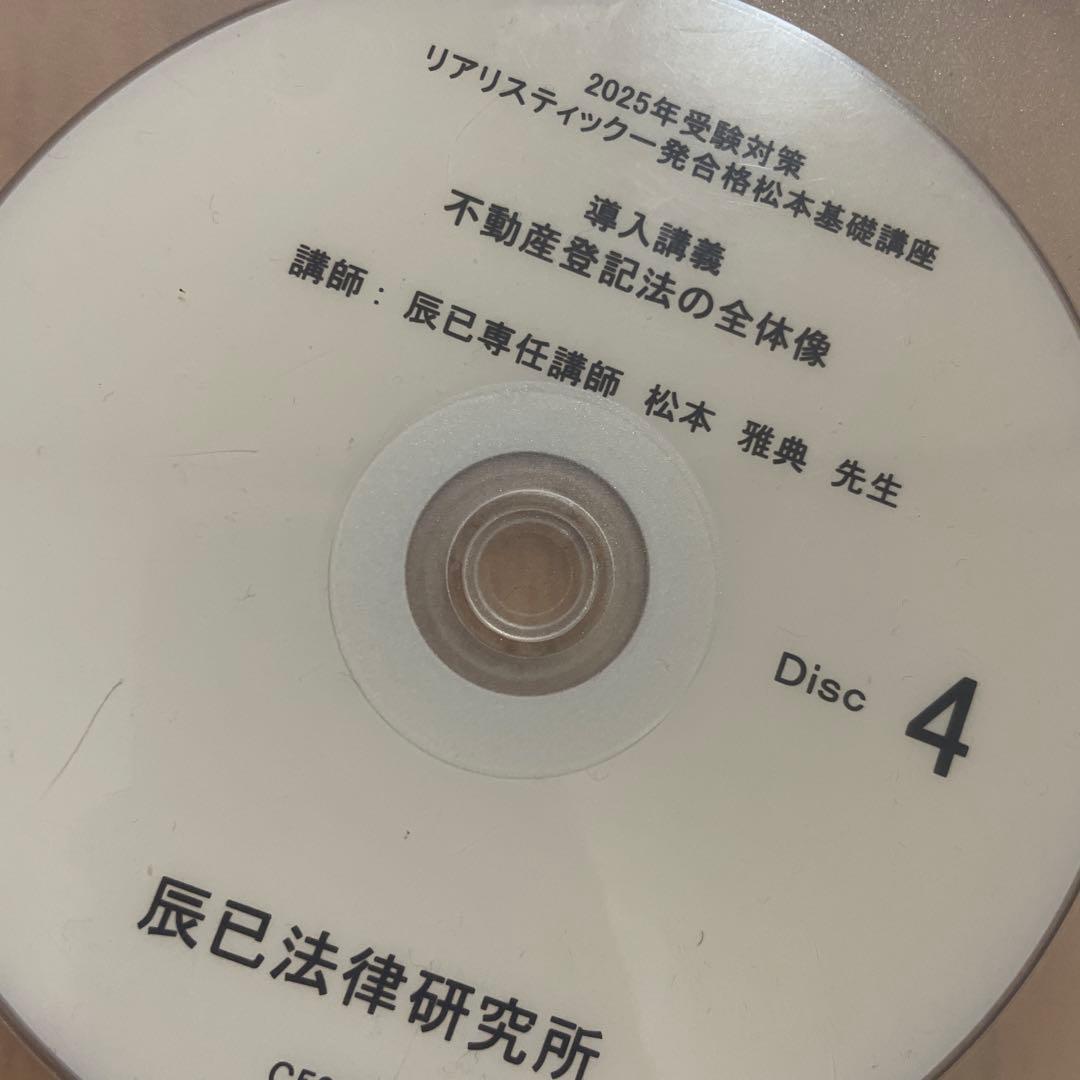 2025年受験対策
リアリスティック一発合格松本基礎講座
導入講義
不動産登記法の全体像
講師：辰已専任講師 松本 雅典 先生
Disc 4
辰已法律研究所